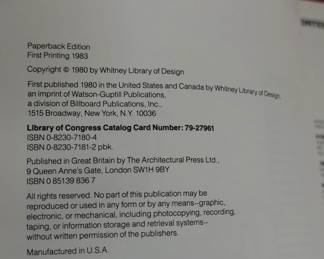 Paperback Edition
First Printing 1983
Copyright © 1980 by Whitney Library of Design
First published 1980 in the United States and Canada by Whitney Library of Design,
an imprint of Watson-Guptill Publications,
a division of Billboard Publications, Inc.,
1515 Broadway, New York, N.Y. 10036
Library of Congress Catalog Card Number: 79-27961
ISBN 0-8230-7180-4
ISBN 0-8230-7181-2 pbk.
Published in Great Britain by The Architectural Press Ltd.,
9 Queen Anne's Gate, London SW1H 9BY
ISBN 0 85139 836 7
All rights reserved. No part of this publication may be
reproduced or used in any form or by any means--graphic,
electronic, or mechanical, including photocopying, recording,
taping, or information storage and retrieval systems--
without written permission of the publishers.
Manufactured in U.S.A.